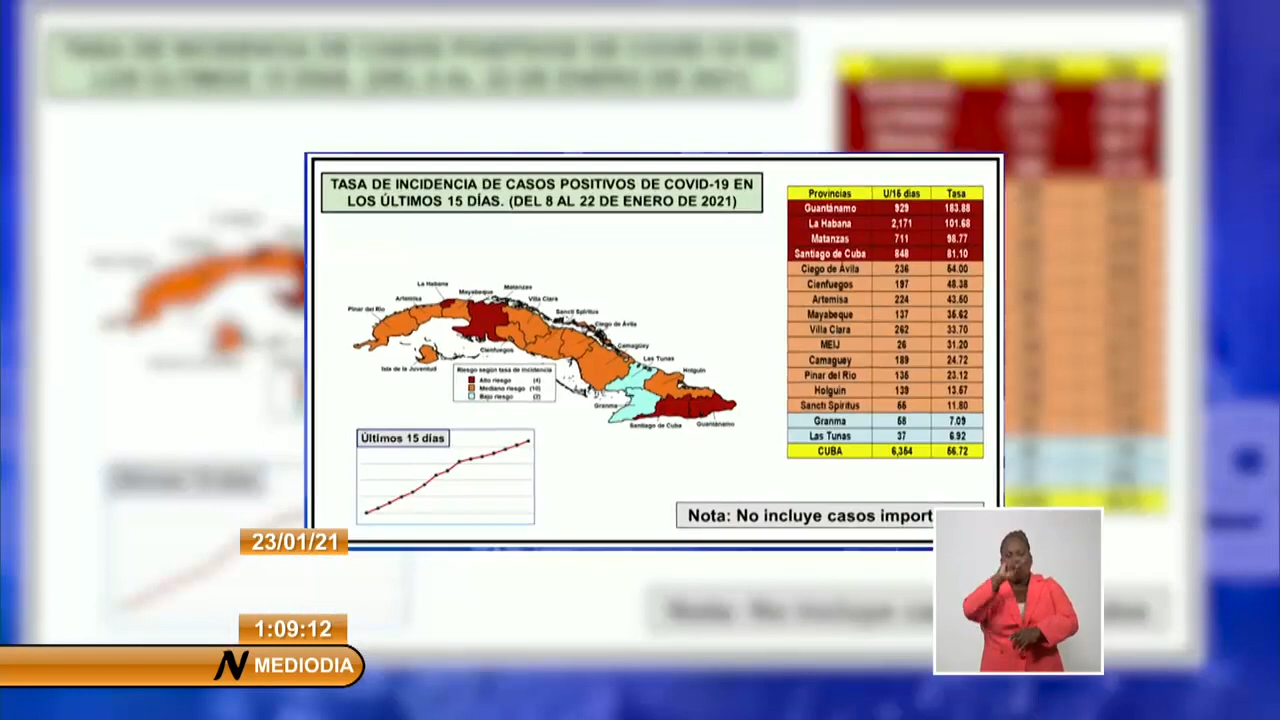 TASA DE INCIDENCIA DE CASOS POSITIVOS DE COVID-19 EN
LOS ÚLTIMOS 15 DÍAS. (DEL 8 AL 22 DE ENERO DE 2021)
Provincias U/15 días Tasa
Guantánamo 929 183.88
La Habana 2,171 101.68
Matanzas 711 98.77
Santiago de Cuba 848 81.10
Ciego de Ávila 236 54.00
Cienfuegos 197 48.38
Artemisa 224 43.50
Mayabeque 137 35.62
Villa Clara 262 33.70
MEIJ 26 31.20
Camaguey 189 24.72
Pinar del Rio 135 23.12
Holguin 139 13.57
Sancti Spiritus 55 11.80
Granma 58 7.09
Las Tunas 37 6.92
CUBA 6,354 56.72
La Habana
Mayabeque
Matanzas
Artemisa
Villa Clara
Pinar del Rio
Sancti Spiritus
Ciego de Ávila
Camagüey
Cienfuegos
Las Tunas
Isla de la Juventud
Holguin
Granma
Santiago de Cuba
Guantánamo
Riesgo según tasa de incidencia
Alto riesgo (4)
Mediano riesgo (10)
Bajo riesgo (2)
Últimos 15 días
Nota: No incluye casos import
23/01/21
1:09:12
N MEDIODIA